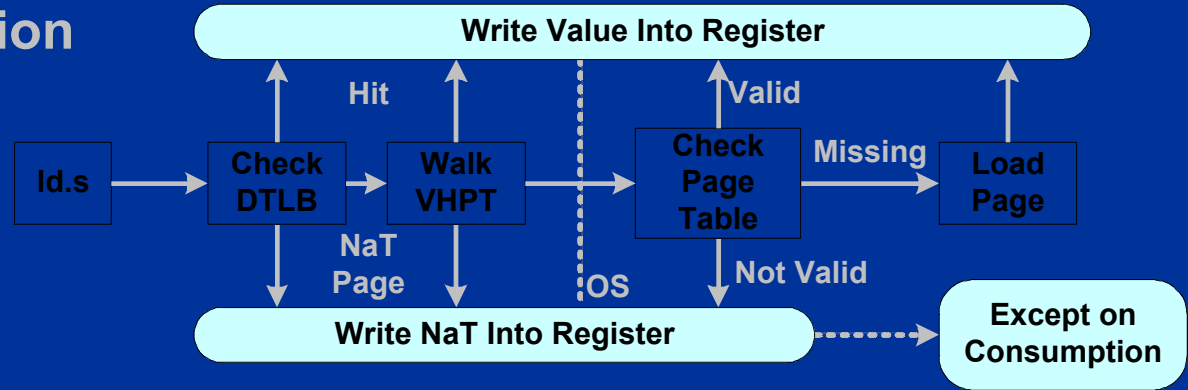 ion
Write Value Into Register
Hit
Valid
ld.s
Check
DTLB
Walk
VHPT
Check
Page
Table
Missing
Load
Page
NaT
Page
OS
Not Valid
Write NaT Into Register
Except on
Consumption